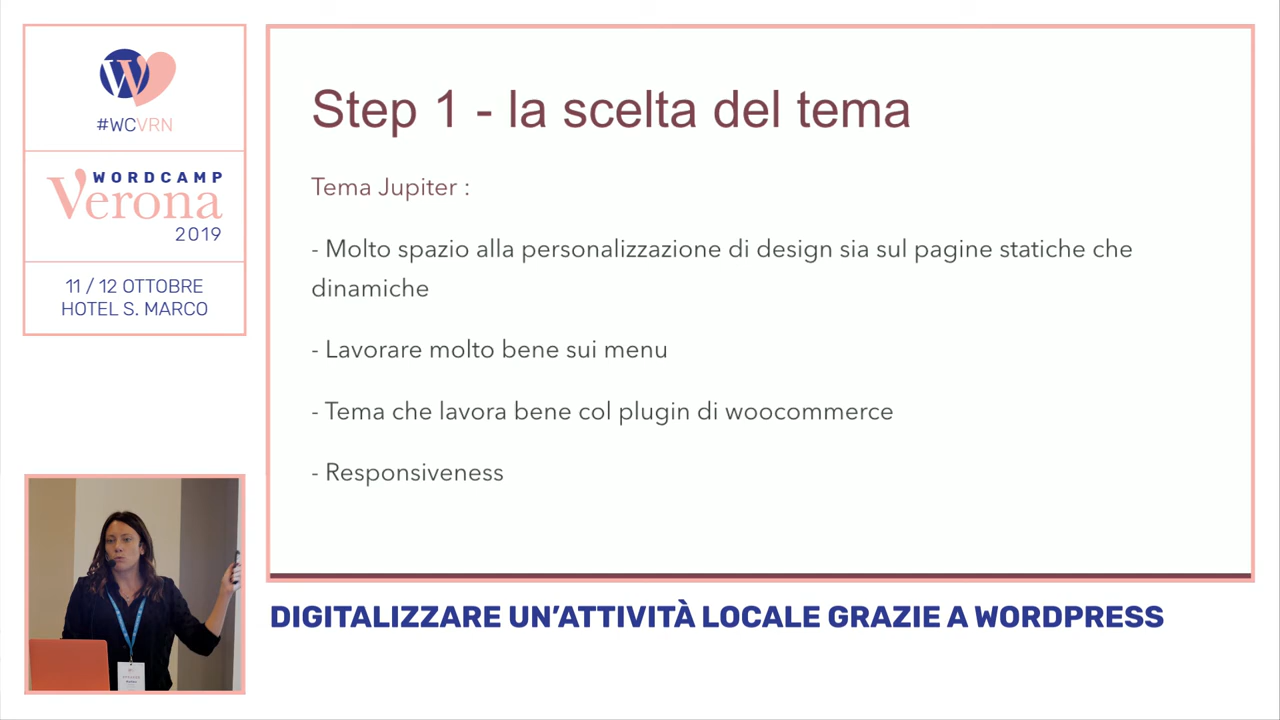 #WCVRN
WORDCAMP
Verona
2019
11 / 12 OTTOBRE
HOTEL S. MARCO
Step 1 - la scelta del tema
Tema Jupiter :
- Molto spazio alla personalizzazione di design sia sul pagine statiche che
dinamiche
- Lavorare molto bene sui menu
- Tema che lavora bene col plugin di woocommerce
- Responsiveness
DIGITALIZZARE UN'ATTIVITÀ LOCALE GRAZIE A WORDPRESS